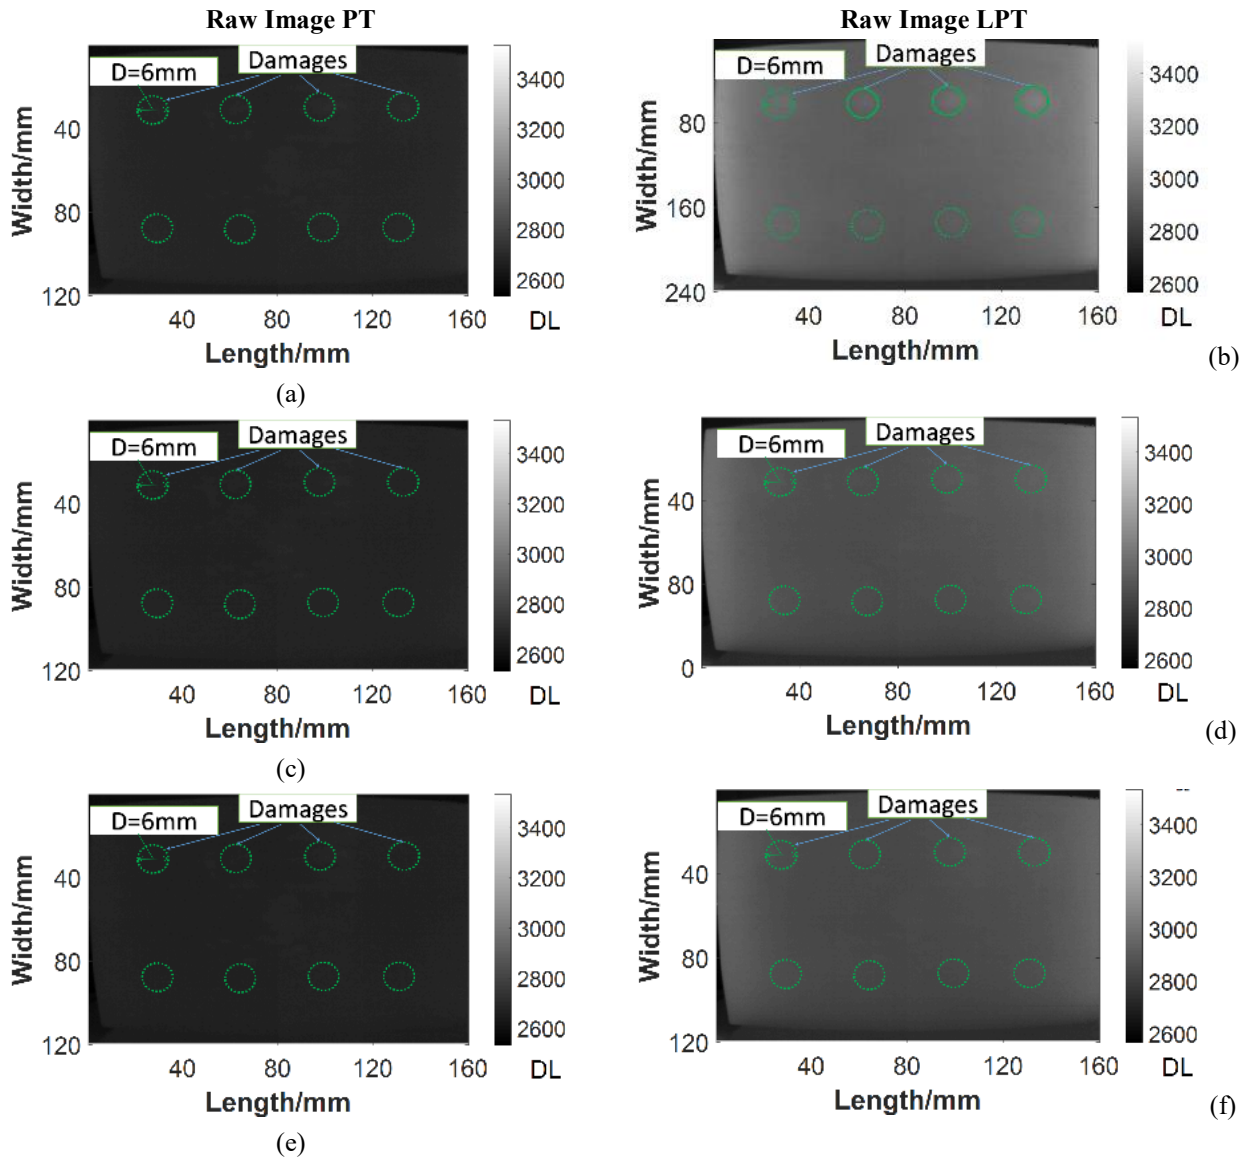 Raw Image PT
Raw Image LPT
Damages
D=6mm
3400
3200
3000
2800
2600
DL
Width/mm
40
80
120
40
80
120
160
Length/mm
(a)
Damages
D=6mm
3400
3200
3000
2800
2600
DL
Width/mm
80
160
240
40
80
120
160
Length/mm
(b)
Damages
D=6mm
3400
3200
3000
2800
2600
DL
Width/mm
40
80
120
40
80
120
160
Length/mm
(c)
Damages
D=6mm
3400
3200
3000
2800
2600
DL
Width/mm
40
80
0
40
80
120
160
Length/mm
(d)
Damages
D=6mm
3400
3200
3000
2800
2600
DL
Width/mm
40
80
120
40
80
120
160
Length/mm
(e)
Damages
D=6mm
3400
3200
3000
2800
2600
DL
Width/mm
40
80
120
40
80
120
160
Length/mm
(f)